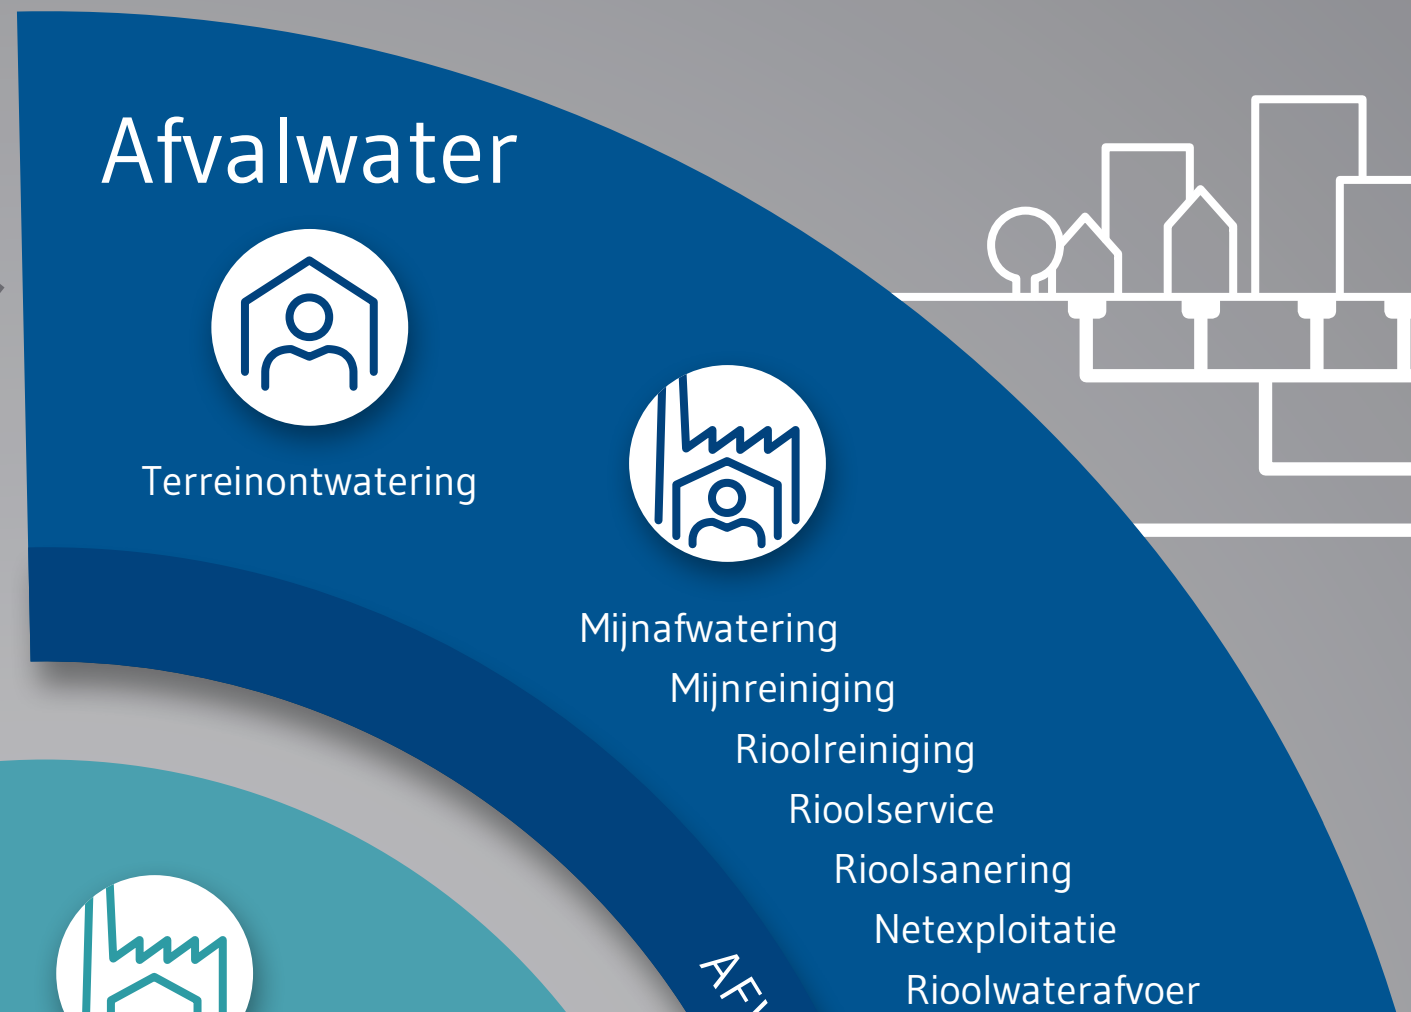 Afvalwater
Terreinontwatering
Mijnafwatering
Mijnreiniging
Rioolreiniging
Rioolservice
Rioolsanering
Netexploitatie
Rioolwaterafvoer